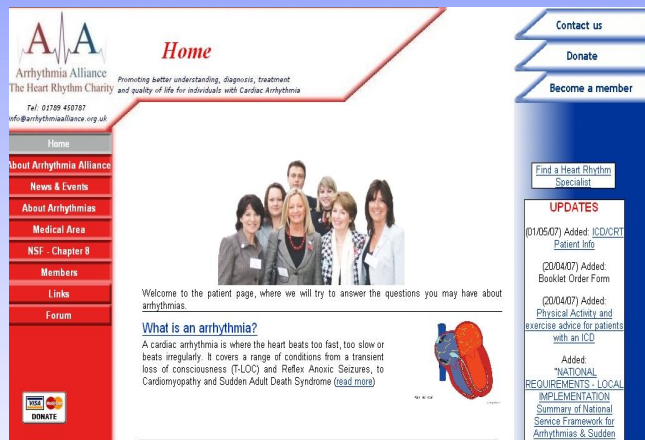 Arrhythmia Alliance
The Heart Rhythm Charity
Tel: 01789 450787
info@arrhythmiaalliance.org.uk
Home
Promoting better understanding, diagnosis, treatment
and quality of life for individuals with Cardiac Arrhythmia
Contact us
Donate
Become a member
Home
About Arrhythmia Alliance
News & Events
About Arrhythmias
Medical Area
NSF - Chapter 8
Members
Links
Forum
VISA
DONATE
Welcome to the patient page, where we will try to answer the questions you may have about
arrhythmias.
What is an arrhythmia?
A cardiac arrhythmia is where the heart beats too fast, too slow or
beats irregularly. It covers a range of conditions from a transient
loss of consciousness (T-LOC) and Reflex Anoxic Seizures, to
Cardiomyopathy and Sudden Adult Death Syndrome (read more)
Find a Heart Rhythm
Specialist
UPDATES
(01/05/07) Added: ICD/CRT
Patient Info
(20/04/07) Added:
Booklet Order Form
(20/04/07) Added:
Physical Activity and
exercise advice for patients
with an ICD
Added:
"NATIONAL
REQUIREMENTS - LOCAL
IMPLEMENTATION
Summary of National
Service Framework for
Arrhythmias & Sudden